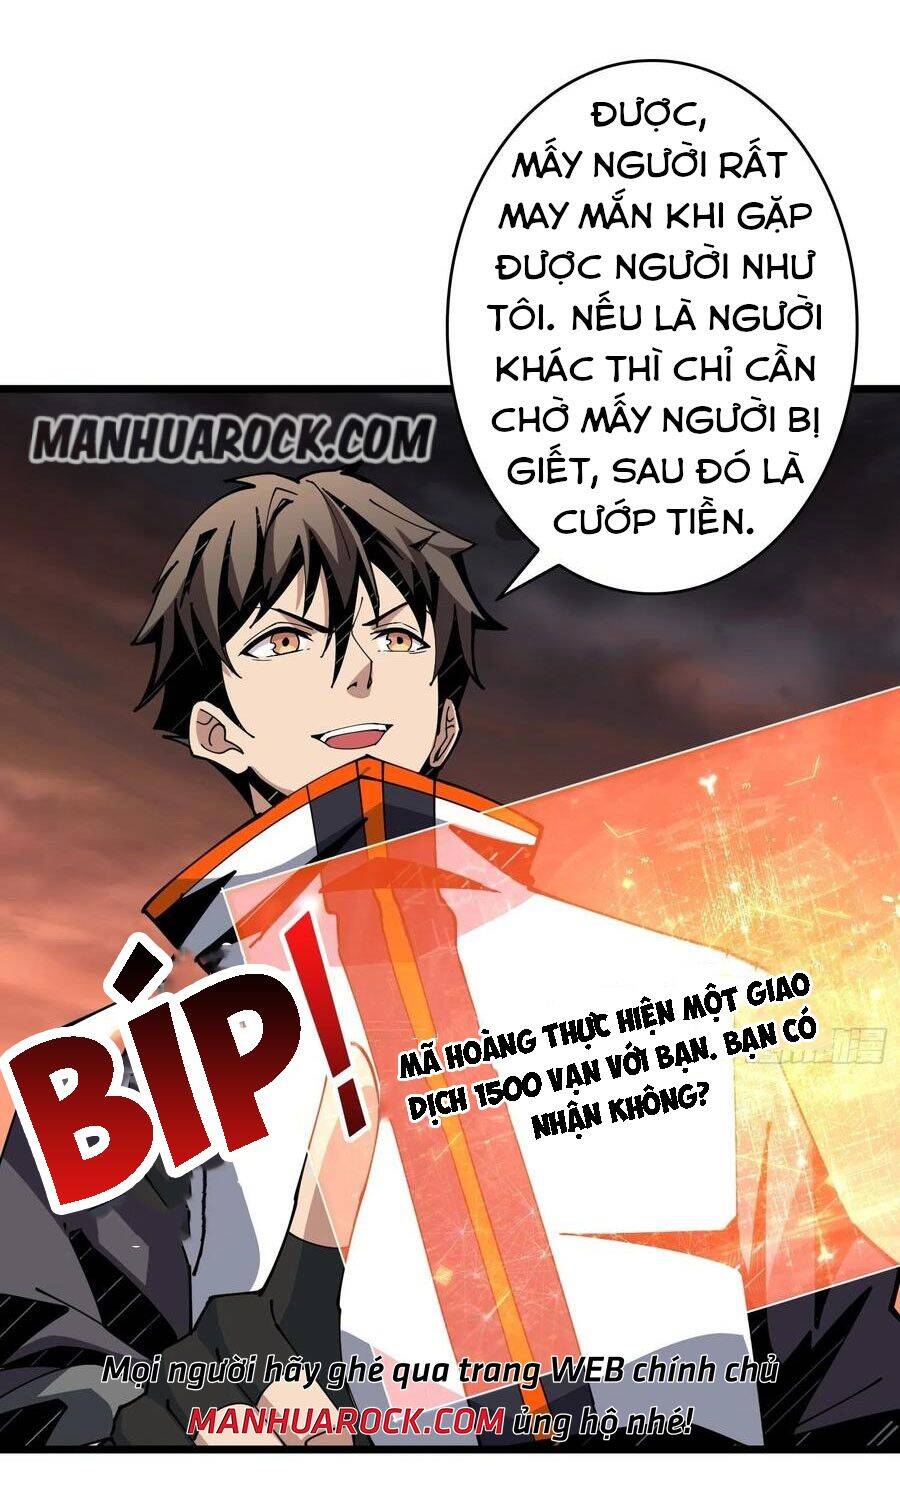 ĐƯỢC,
MẤY NGƯỜI RẤT
MAY MẮN KHI GẶP
ĐƯỢC NGƯỜI NHƯ
TÔI. NẾU LÀ NGƯỜI
KHÁC THÌ CHỈ CẦN
CHỜ MẤY NGƯỜI BỊ
GIẾT, SAU ĐÓ LÀ
CƯỚP TIỀN.
MANHUAROCK.COM
BÍP!
MÃ HOÀNG THỰC HIỆN MỘT GIAO
DỊCH 1500 VẠN VỚI BẠN. BẠN CÓ
NHẬN KHÔNG?
Mọi người hãy ghé qua trang WEB chính chủ
MANHUAROCK.COM ủng hộ nhé!